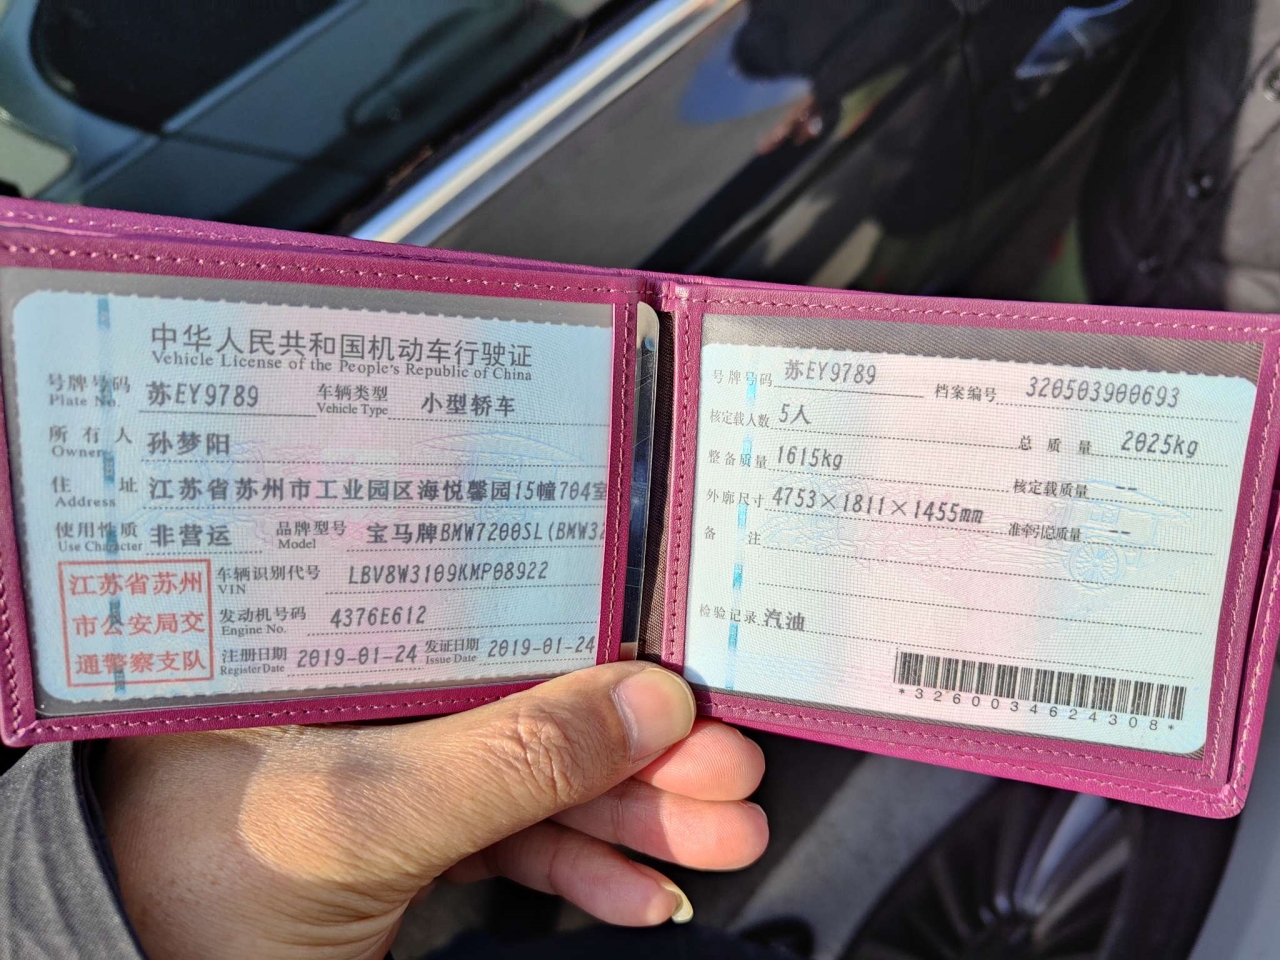 中华人民共和国机动车行驶证
Vehicle License of the People's Republic of China
号牌号码 苏EY9789 车辆类型 小型轿车
Plate No. Vehicle Type
所有人 孙梦阳
Owner
住址 江苏省苏州市工业园区海悦馨园15幢704室
Address
使用性质 非营运 品牌型号 宝马牌BMW7200SL(BMW32
Use Character Model
江苏省苏州
市公安局交
通警察支队
车辆识别代号 LBV8W3109KMP08922
VIN
发动机号码 4376E612
Engine No.
注册日期 2019-01-24 发证日期 2019-01-24
Register Date Issue Date
号牌号码 苏EY9789 档案编号 320503900693
核定载人数 5人 总质量 2025kg
整备质量 1615kg 核定载质量 --
外廓尺寸 4753×1811×1455mm 准牵引总质量 --
备注
检验记录 汽油
*3260034624308*